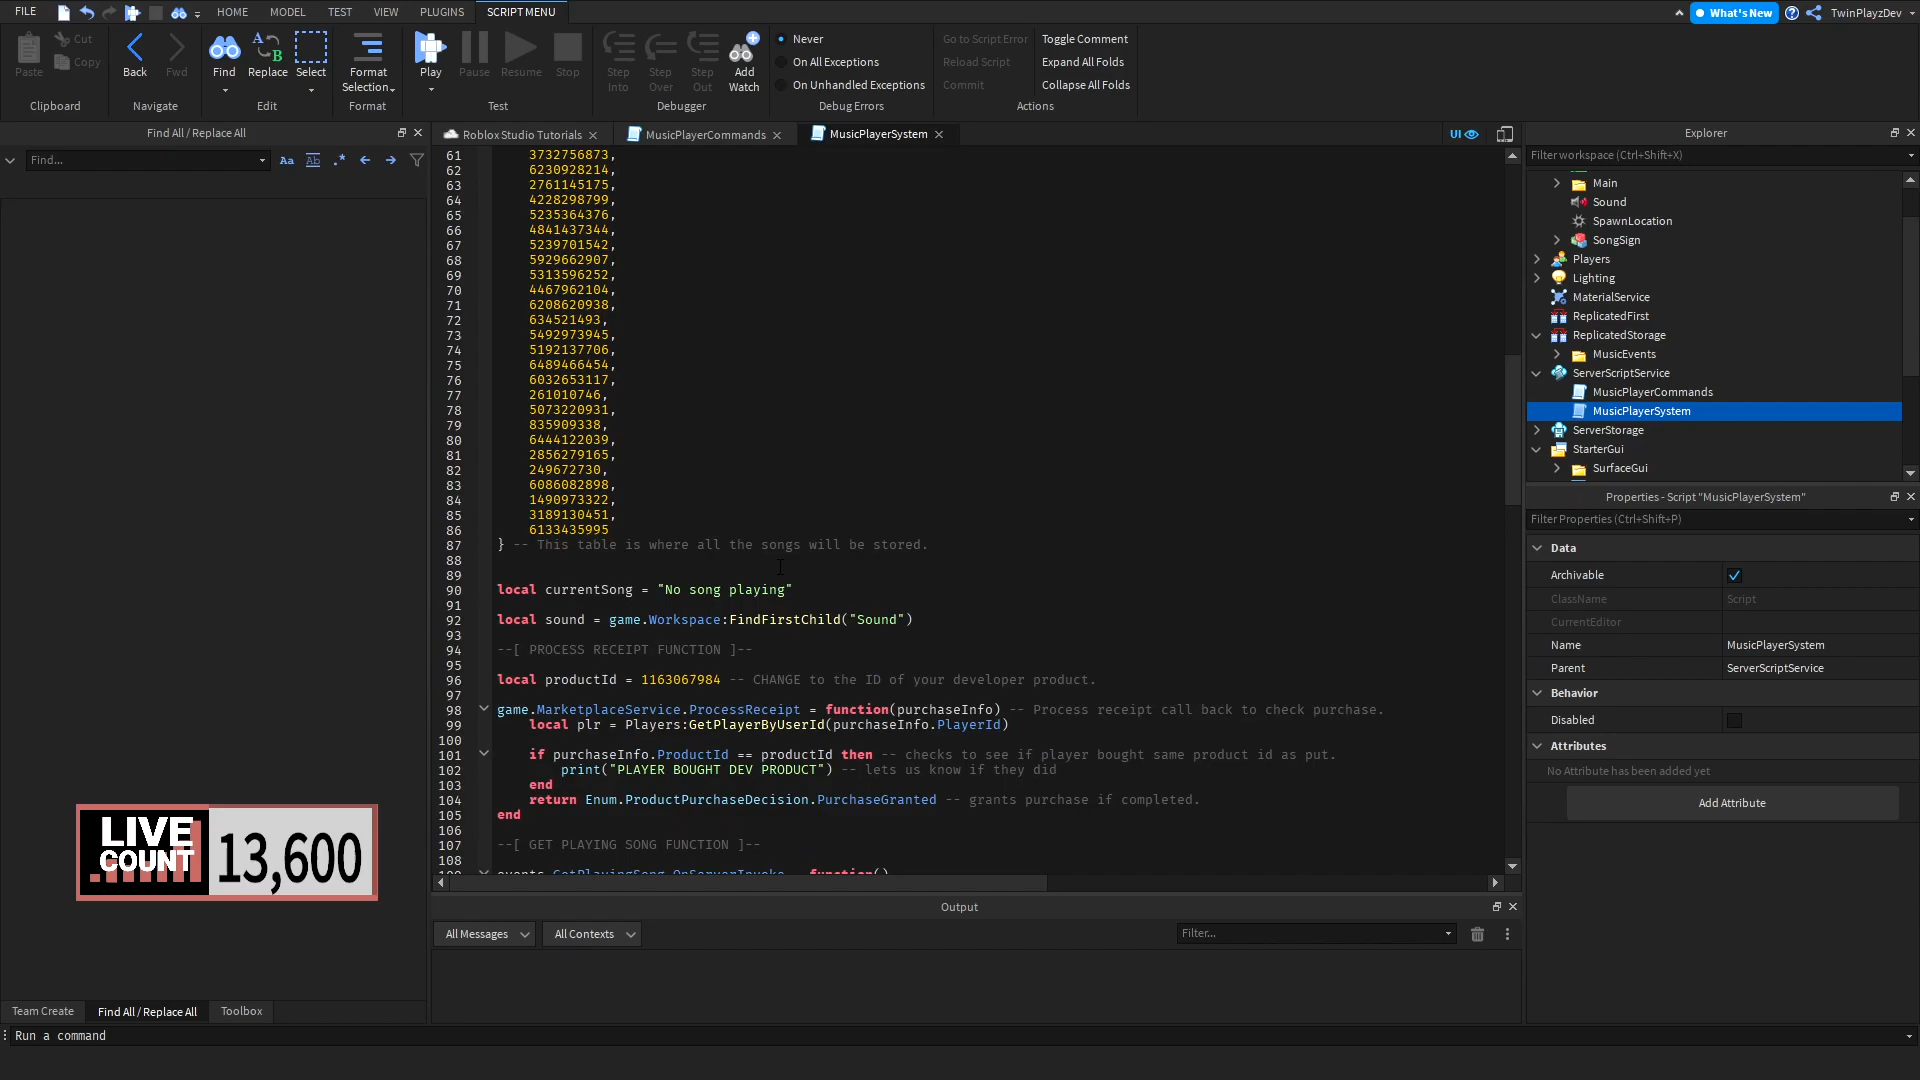 FILE HOME MODEL TEST VIEW PLUGINS SCRIPT MENU What's New TwinPlayzDev
Paste Cut Copy Clipboard
Back Fwd Navigate
Find Replace Select Edit
Format Selection Format
Play Pause Resume Stop Test
Step Into Step Over Step Out Add Watch Debugger
Never
On All Exceptions
On Unhandled Exceptions
Debug Errors
Go to Script Error Toggle Comment
Reload Script Expand All Folds
Commit Collapse All Folds
Actions
Find All / Replace All
Find... Aa Ab .*
Roblox Studio Tutorials MusicPlayerCommands MusicPlayerSystem UI
61 3732756873,
62 6230928214,
63 2761145175,
64 4228298799,
65 5235364376,
66 4841437344,
67 5239701542,
68 5929662907,
69 5313596252,
70 4467962104,
71 6208620938,
72 634521493,
73 5492973945,
74 5192137706,
75 6489466454,
76 6032653117,
77 261010746,
78 5073220931,
79 835909338,
80 6444122039,
81 2856279165,
82 249672730,
83 6086082898,
84 1490973322,
85 3189130451,
86 6133435995
87 } -- This table is where all the songs will be stored.
88
89
90 local currentSong = "No song playing"
91
92 local sound = game.Workspace:FindFirstChild("Sound")
93
94 --[ PROCESS RECEIPT FUNCTION ]--
95
96 local productId = 1163067984 -- CHANGE to the ID of your developer product.
97
98 game.MarketplaceService.ProcessReceipt = function(purchaseInfo) -- Process receipt call back to check purchase.
99 local plr = Players:GetPlayerByUserId(purchaseInfo.PlayerId)
100
101 if purchaseInfo.ProductId == productId then -- checks to see if player bought same product id as put.
102 print("PLAYER BOUGHT DEV PRODUCT") -- lets us know if they did
103 end
104 return Enum.ProductPurchaseDecision.PurchaseGranted -- grants purchase if completed.
105 end
106
107 --[ GET PLAYING SONG FUNCTION ]--
108
109 events.GetPlayingSong.OnServerInvoke = function()
Output
All Messages All Contexts Filter...
LIVE COUNT 13,600
Team Create Find All / Replace All Toolbox
Run a command
Explorer
Filter workspace (Ctrl+Shift+X)
Main
Sound
SpawnLocation
SongSign
Players
Lighting
MaterialService
ReplicatedFirst
ReplicatedStorage
MusicEvents
ServerScriptService
MusicPlayerCommands
MusicPlayerSystem
ServerStorage
StarterGui
SurfaceGui
Properties - Script "MusicPlayerSystem"
Filter Properties (Ctrl+Shift+P)
Data
Archivable
ClassName Script
CurrentEditor
Name MusicPlayerSystem
Parent ServerScriptService
Behavior
Disabled
Attributes
No Attribute has been added yet
Add Attribute